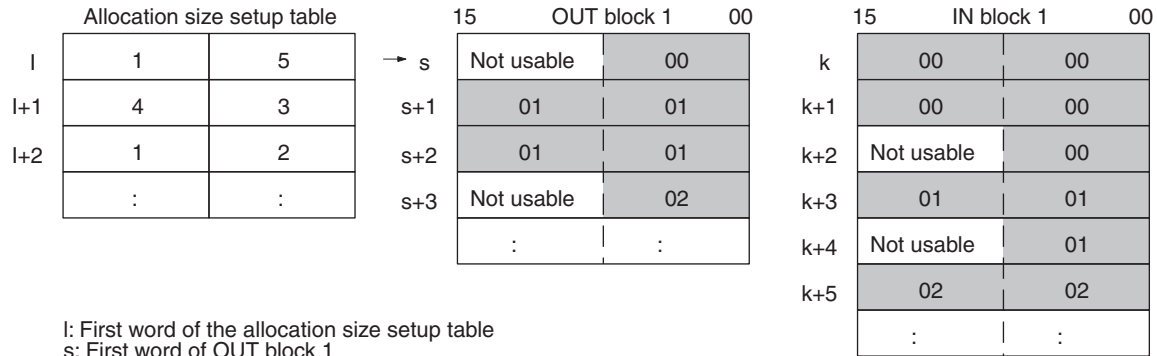 Allocation size setup table
l 1 5
l+1 4 3
l+2 1 2
: :
15 OUT block 1 00
→ s Not usable 00
s+1 01 01
s+2 01 01
s+3 Not usable 02
: :
15 IN block 1 00
k 00 00
k+1 00 00
k+2 Not usable 00
k+3 01 01
k+4 Not usable 01
k+5 02 02
: :
l: First word of the allocation size setup table
s: First word of OUT block 1